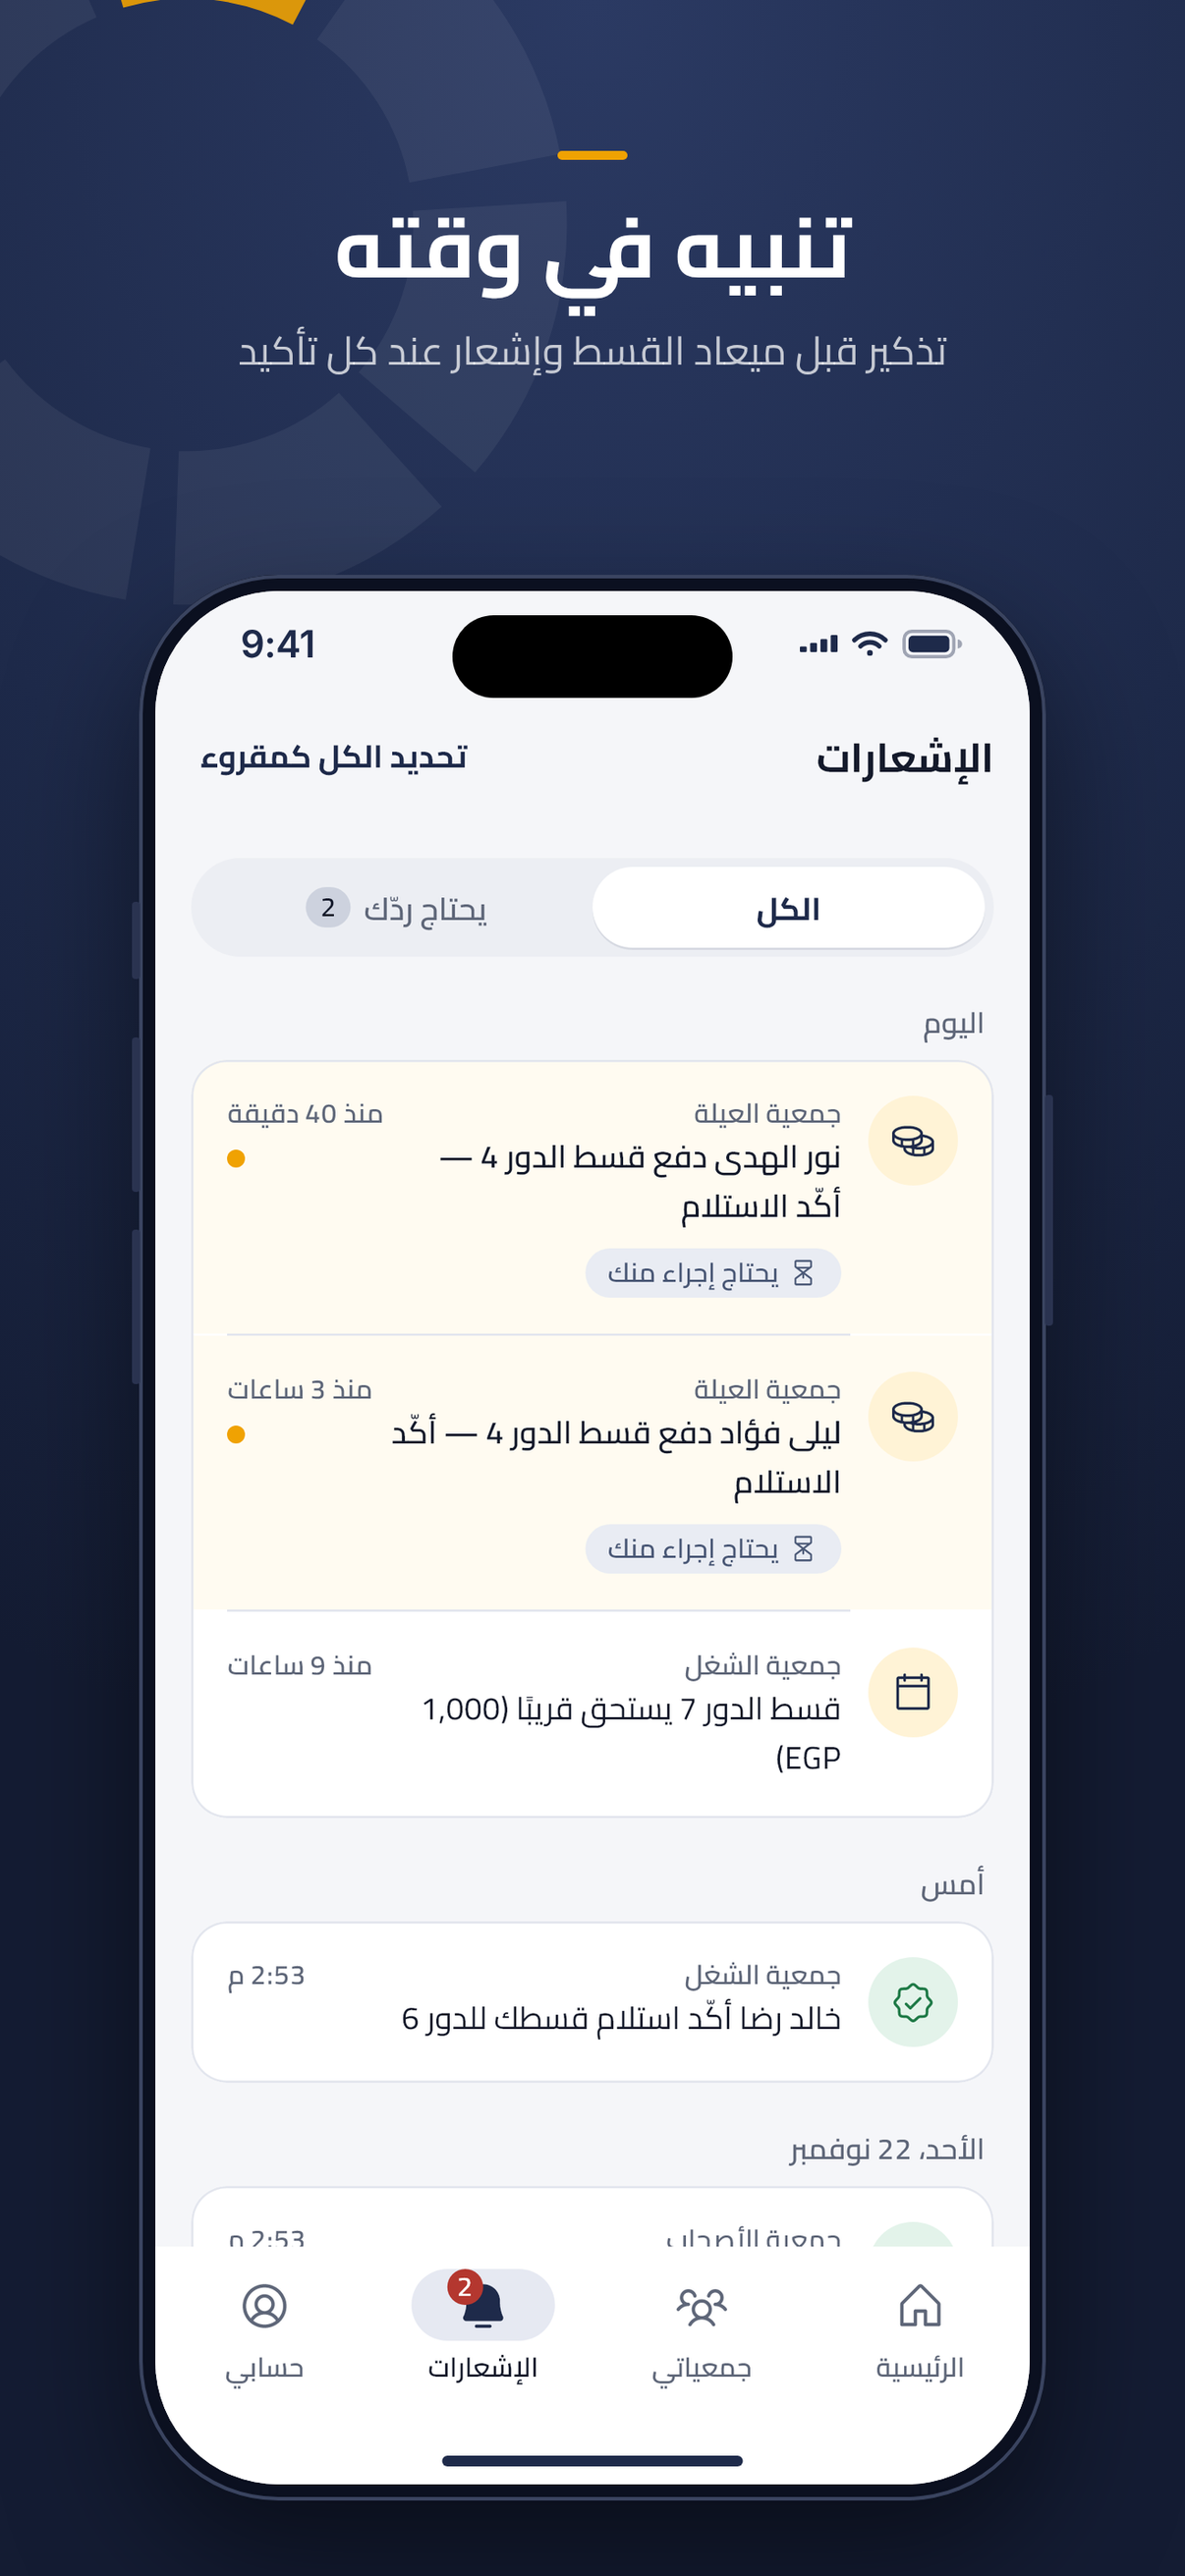 تنبيه في وقته
تذكير قبل ميعاد القسط وإشعار عند كل تأكيد
9:41
الإشعارات
تحديد الكل كمقروء
الكل
يحتاج ردّك 2
اليوم
جمعية العيلة
منذ 40 دقيقة
نور الهدى دفع قسط الدور 4 —
أكّد الاستلام
يحتاج إجراء منك
جمعية العيلة
منذ 3 ساعات
ليلى فؤاد دفع قسط الدور 4 — أكّد
الاستلام
يحتاج إجراء منك
جمعية الشغل
منذ 9 ساعات
قسط الدور 7 يستحق قريبًا (1,000
EGP)
أمس
جمعية الشغل
2:53 م
خالد رضا أكّد استلام قسطك للدور 6
الأحد، 22 نوفمبر
جمعية الأصحاب
2:53 م
الرئيسية
جمعياتي
2
الإشعارات
حسابي